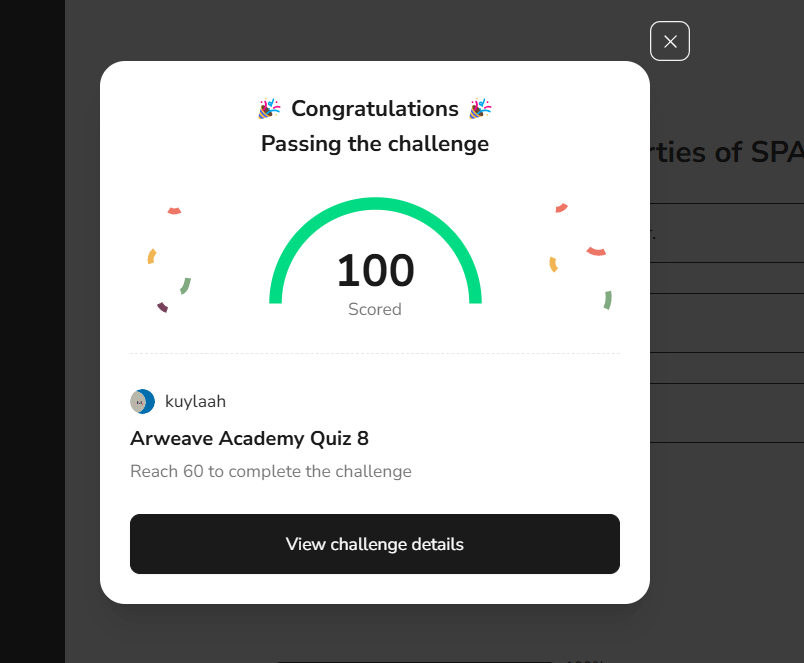 🎉 Congratulations 🎉
Passing the challenge
rties of SPA
100
Scored
kuylaah
Arweave Academy Quiz 8
Reach 60 to complete the challenge
View challenge details